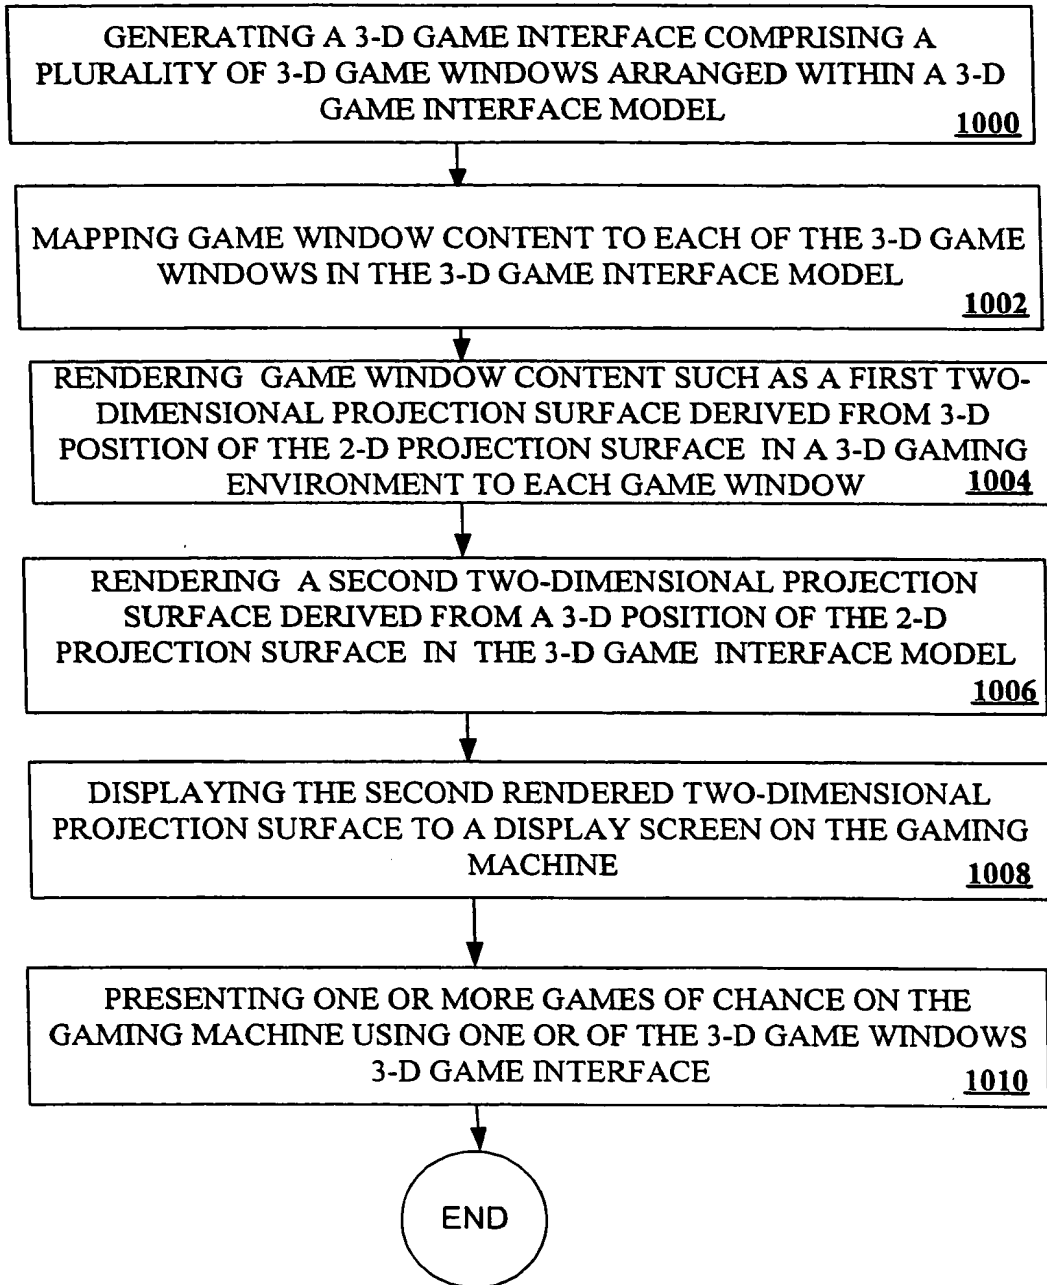 GENERATING A 3-D GAME INTERFACE COMPRISING A
PLURALITY OF 3-D GAME WINDOWS ARRANGED WITHIN A 3-D
GAME INTERFACE MODEL
1000
MAPPING GAME WINDOW CONTENT TO EACH OF THE 3-D GAME
WINDOWS IN THE 3-D GAME INTERFACE MODEL
1002
RENDERING GAME WINDOW CONTENT SUCH AS A FIRST TWO-
DIMENSIONAL PROJECTION SURFACE DERIVED FROM 3-D
POSITION OF THE 2-D PROJECTION SURFACE IN A 3-D GAMING
ENVIRONMENT TO EACH GAME WINDOW
1004
RENDERING A SECOND TWO-DIMENSIONAL PROJECTION
SURFACE DERIVED FROM A 3-D POSITION OF THE 2-D
PROJECTION SURFACE IN THE 3-D GAME INTERFACE MODEL
1006
DISPLAYING THE SECOND RENDERED TWO-DIMENSIONAL
PROJECTION SURFACE TO A DISPLAY SCREEN ON THE GAMING
MACHINE
1008
PRESENTING ONE OR MORE GAMES OF CHANCE ON THE
GAMING MACHINE USING ONE OR OF THE 3-D GAME WINDOWS
3-D GAME INTERFACE
1010
END